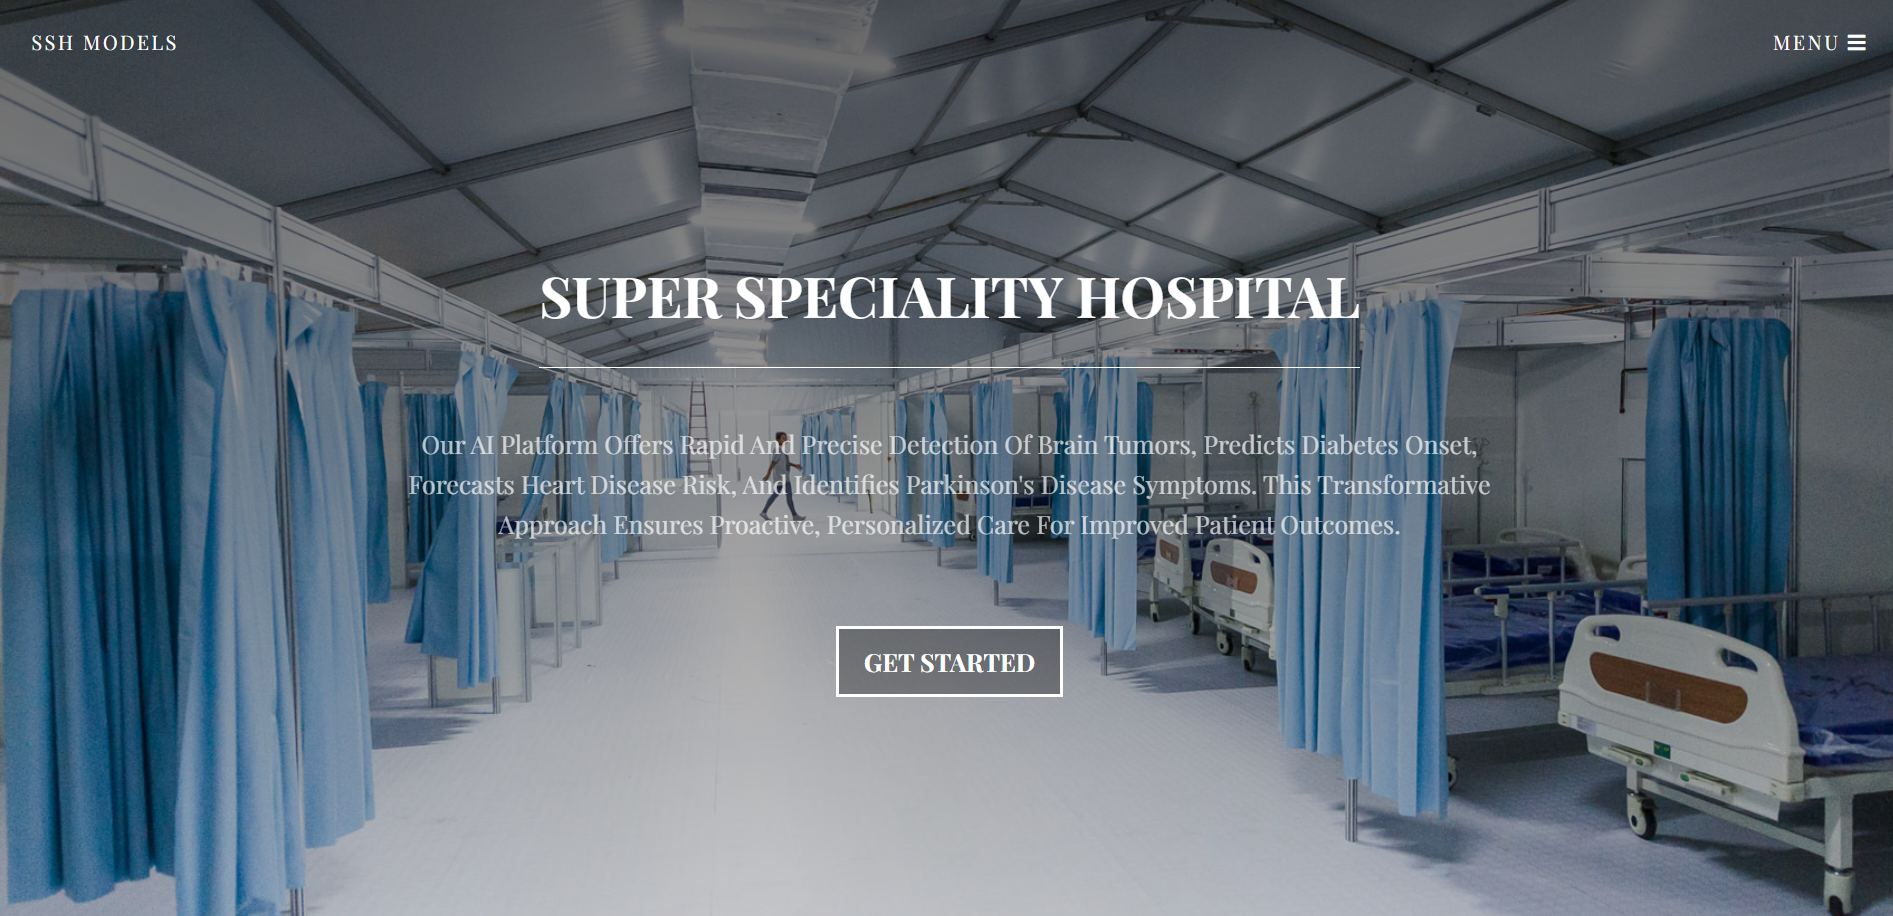 SSH MODELS
MENU
SUPER SPECIALITY HOSPITAL
Our AI Platform Offers Rapid And Precise Detection Of Brain Tumors, Predicts Diabetes Onset,
Forecasts Heart Disease Risk, And Identifies Parkinson's Disease Symptoms. This Transformative
Approach Ensures Proactive, Personalized Care For Improved Patient Outcomes.
GET STARTED